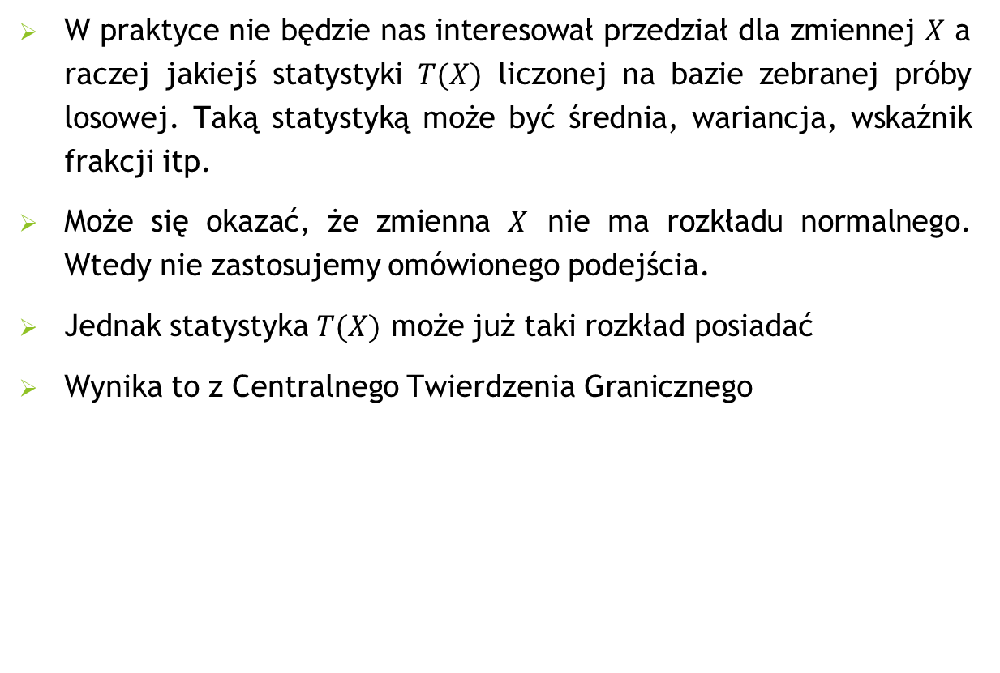 ➢ W praktyce nie będzie nas interesował przedział dla zmiennej X a
raczej jakiejś statystyki T(X) liczonej na bazie zebranej próby
losowej. Taką statystyką może być średnia, wariancja, wskaźnik
frakcji itp.
➢ Może się okazać, że zmienna X nie ma rozkładu normalnego.
Wtedy nie zastosujemy omówionego podejścia.
➢ Jednak statystyka T(X) może już taki rozkład posiadać
➢ Wynika to z Centralnego Twierdzenia Granicznego